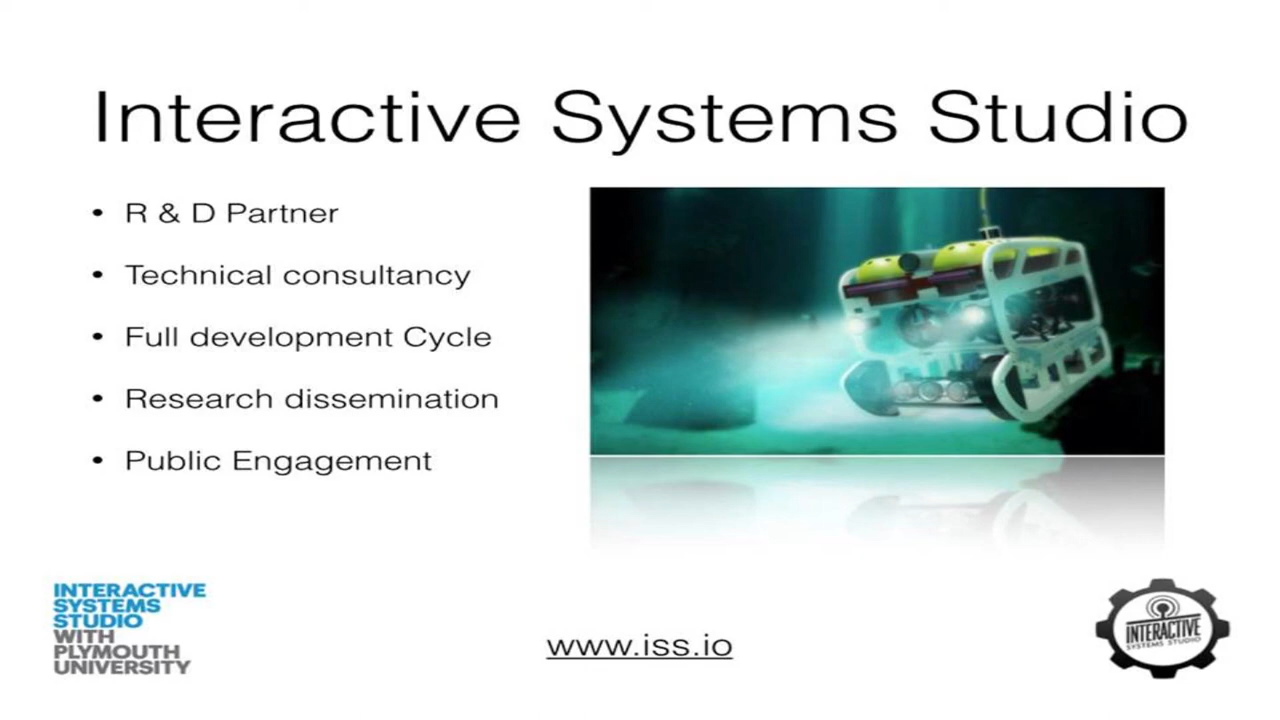 Interactive Systems Studio
• R & D Partner
• Technical consultancy
• Full development Cycle
• Research dissemination
• Public Engagement
INTERACTIVE
SYSTEMS
STUDIO
WITH
PLYMOUTH
UNIVERSITY
www.iss.io
INTERACTIVE
SYSTEMS STUDIO